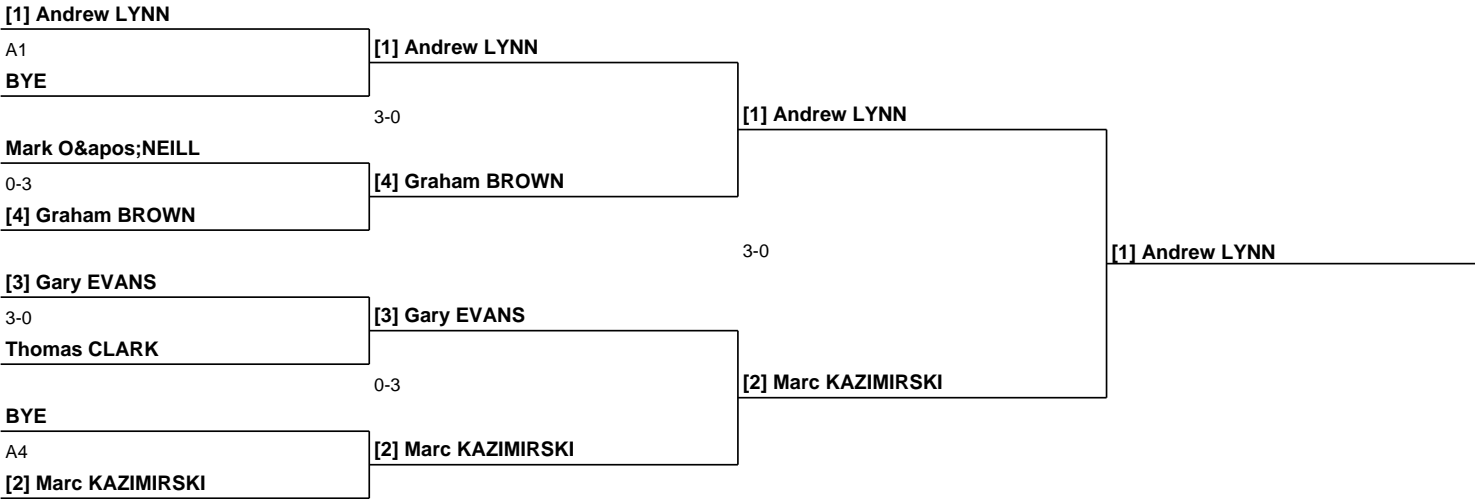 [1] Andrew LYNN
A1
BYE
[1] Andrew LYNN
3-0
Mark O&apos;NEILL
0-3
[4] Graham BROWN
[4] Graham BROWN
[1] Andrew LYNN
3-0
[1] Andrew LYNN
[3] Gary EVANS
3-0
Thomas CLARK
[3] Gary EVANS
0-3
BYE
A4
[2] Marc KAZIMIRSKI
[2] Marc KAZIMIRSKI
[2] Marc KAZIMIRSKI